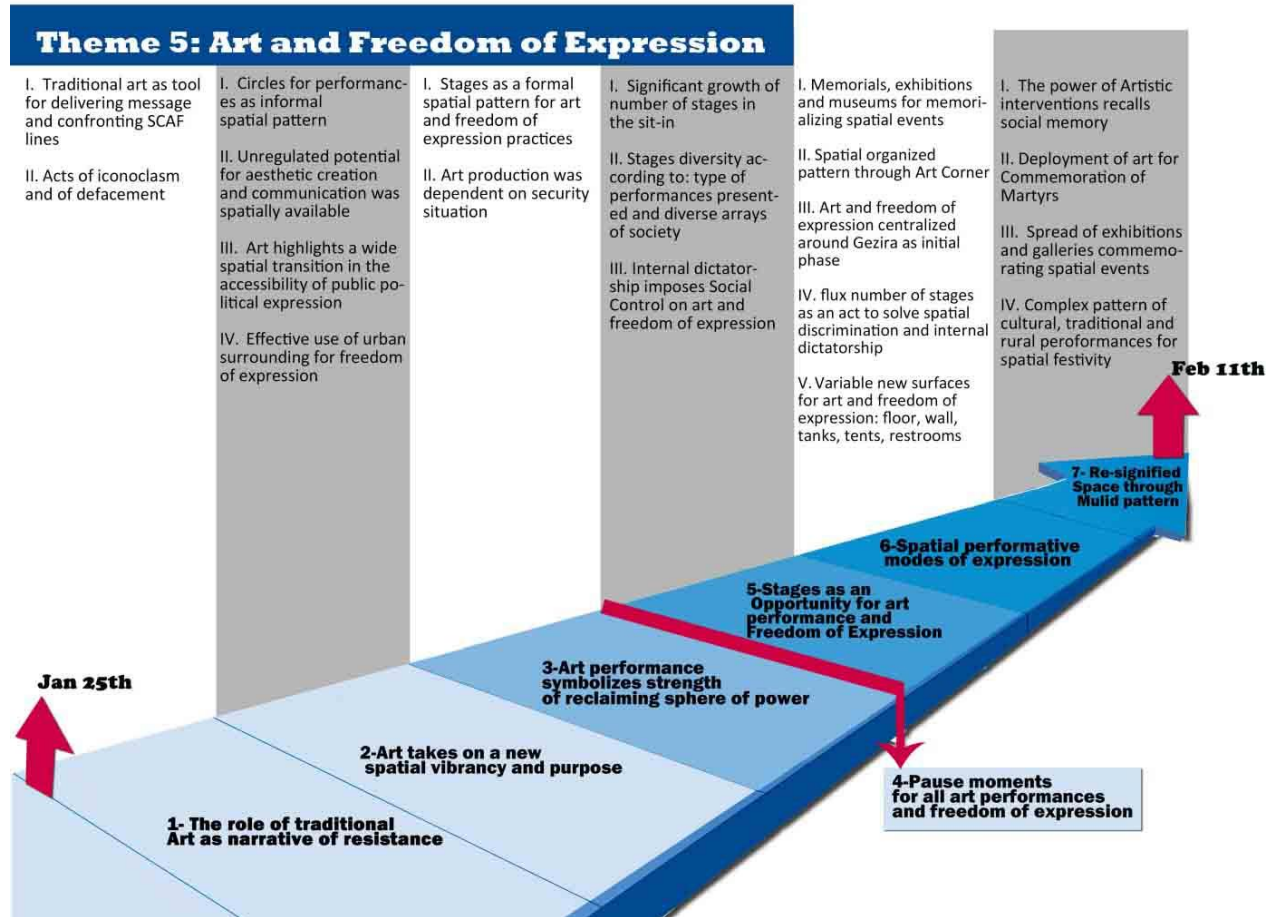 Theme 5: Art and Freedom of Expression
I.  Traditional art as tool
for delivering message
and confronting SCAF
lines
II. Acts of iconoclasm
and of defacement
I.  Circles for performanc-
es as informal
spatial pattern
II. Unregulated potential
for aesthetic creation
and communication was
spatially available
III.  Art highlights a wide
spatial transition in the
accessibility of public po-
litical expression
IV. Effective use of urban
surrounding for freedom
of expression
I.  Stages as a formal
spatial pattern for art
and freedom of
expression practices
II. Art production was
dependent on security
situation
I.  Significant growth of
number of stages in
the sit-in
II. Stages diversity ac-
cording to: type of
performances present-
ed and diverse arrays
of society
III. Internal dictator-
ship imposes Social
Control on art and
freedom of expression
I. Memorials, exhibitions
and museums for memori-
alizing spatial events
II. Spatial organized
pattern through Art Corner
III. Art and freedom of
expression centralized
around Gezira as initial
phase
IV. flux number of stages
as an act to solve spatial
discrimination and internal
dictatorship
V. Variable new surfaces
for art and freedom of
expression: floor, wall,
tanks, tents, restrooms
I.  The power of Artistic
interventions recalls
social memory
II. Deployment of art for
Commemoration of
Martyrs
III.  Spread of exhibitions
and galleries commemo-
rating spatial events
IV. Complex pattern of
cultural, traditional and
rural peroformances for
spatial festivity
Feb 11th
7- Re-signified
Space through
Mulid pattern
6-Spatial performative
modes of expression
5-Stages as an
Opportunity for art
performance and
Freedom of Expression
3-Art performance
symbolizes strength
of reclaiming sphere of power
Jan 25th
2-Art takes on a new
spatial vibrancy and purpose
4-Pause moments
for all art performances
and freedom of expression
1- The role of traditional
Art as narrative of resistance